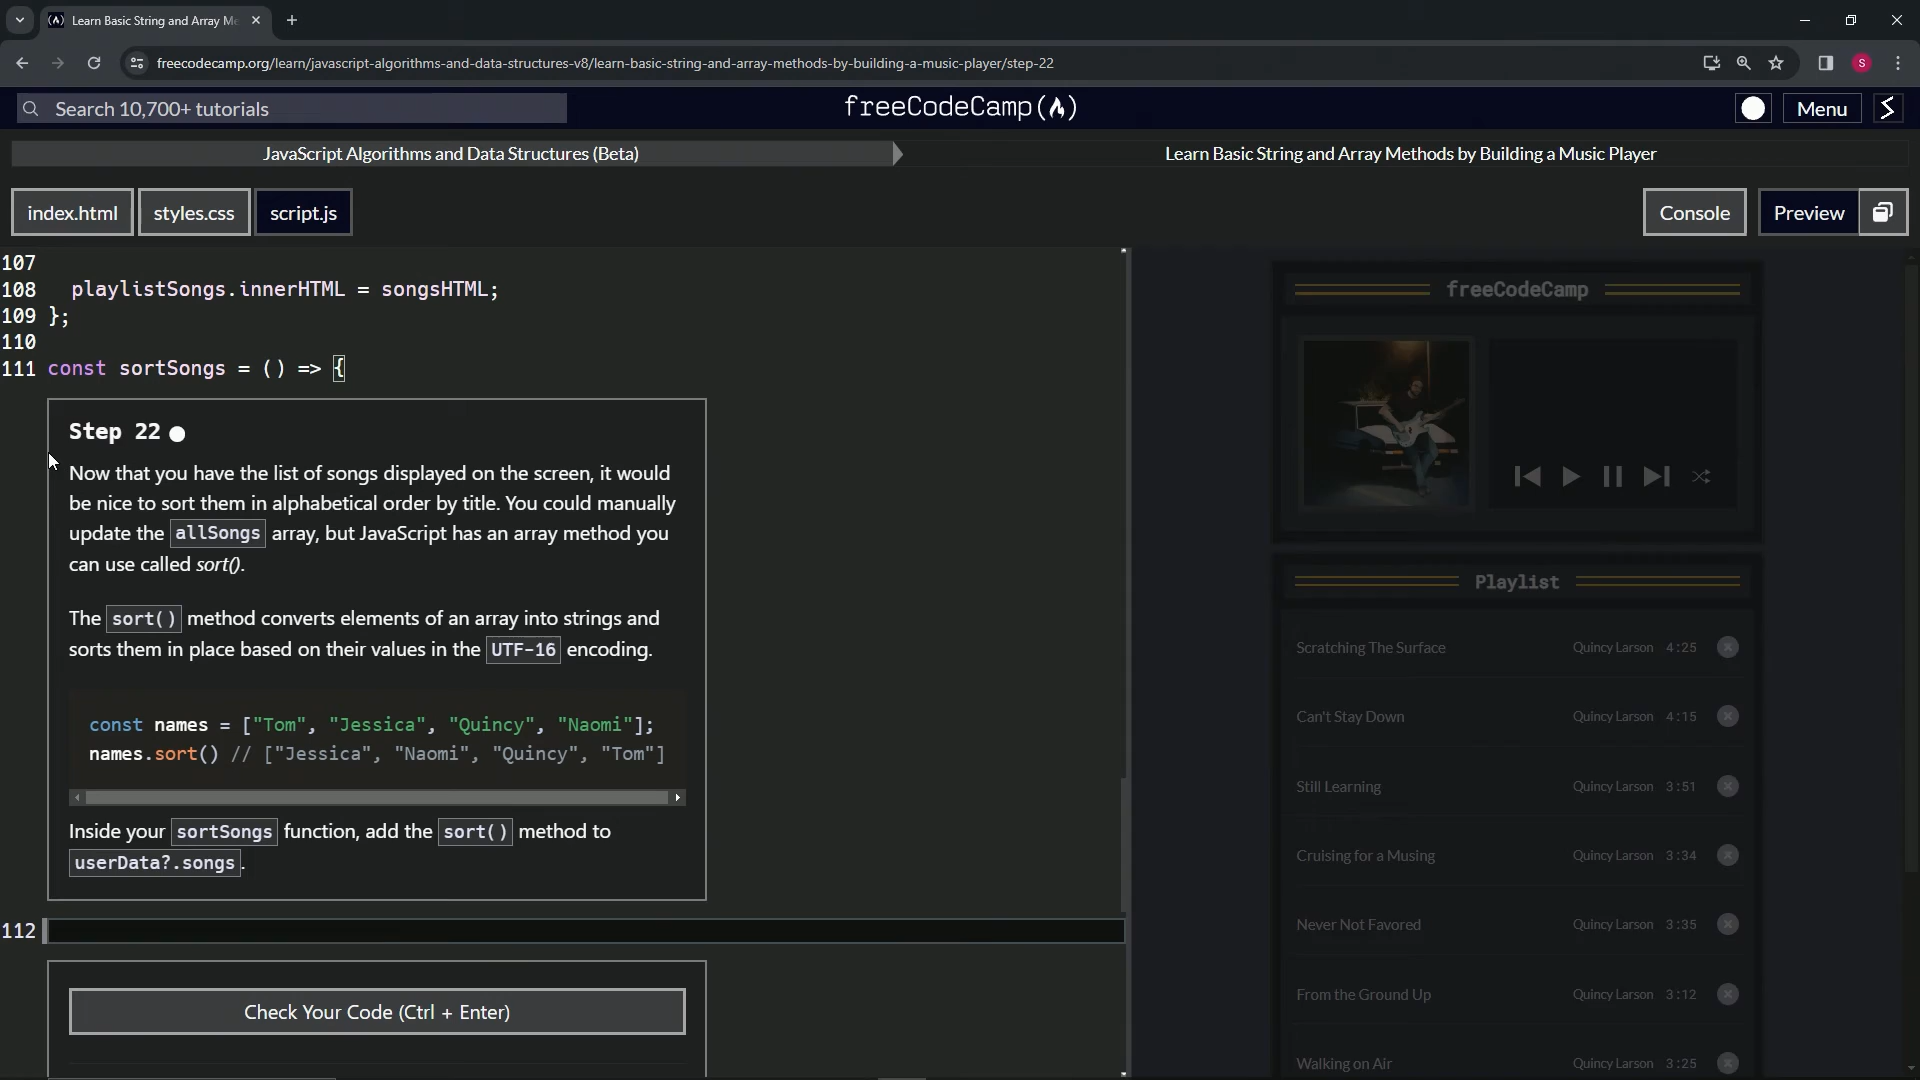 Learn Basic String and Array Me
freecodecamp.org/learn/javascript-algorithms-and-data-structures-v8/learn-basic-string-and-array-methods-by-building-a-music-player/step-22
S
Search 10,700+ tutorials
freeCodeCamp
Menu
JavaScript Algorithms and Data Structures (Beta)
Learn Basic String and Array Methods by Building a Music Player
index.html
styles.css
script.js
Console
Preview
107
108 playlistSongs.innerHTML = songsHTML;
109 };
110
111 const sortSongs = () => {
Step 22
Now that you have the list of songs displayed on the screen, it would
be nice to sort them in alphabetical order by title. You could manually
update the allSongs array, but JavaScript has an array method you
can use called sort().
The sort() method converts elements of an array into strings and
sorts them in place based on their values in the UTF-16 encoding.
const names = ["Tom", "Jessica", "Quincy", "Naomi"];
names.sort() // ["Jessica", "Naomi", "Quincy", "Tom"]
Inside your sortSongs function, add the sort() method to
userData?.songs.
112
Check Your Code (Ctrl + Enter)
freeCodeCamp
Playlist
Scratching The Surface Quincy Larson 4:25
Can't Stay Down Quincy Larson 4:15
Still Learning Quincy Larson 3:51
Cruising for a Musing Quincy Larson 3:34
Never Not Favored Quincy Larson 3:35
From the Ground Up Quincy Larson 3:12
Walking on Air Quincy Larson 3:25